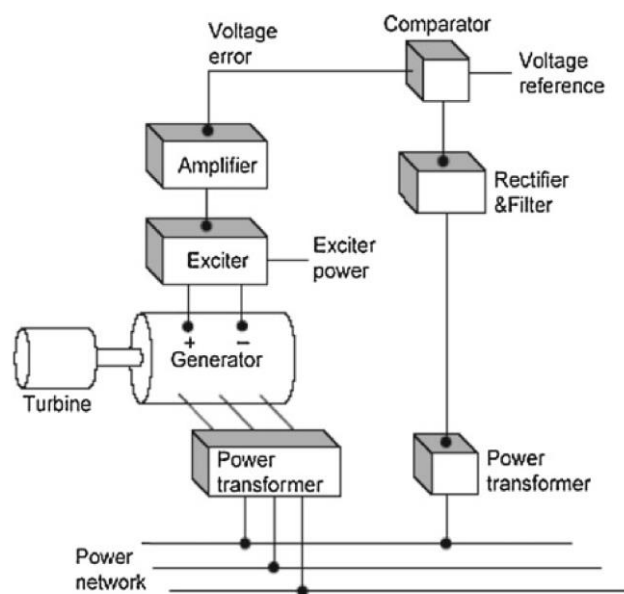 Comparator
Voltage
error
Voltage
reference
Amplifier
Rectifier
&Filter
Exciter
Exciter
power
+ −
Generator
Turbine
Power
transformer
Power
transformer
Power
network